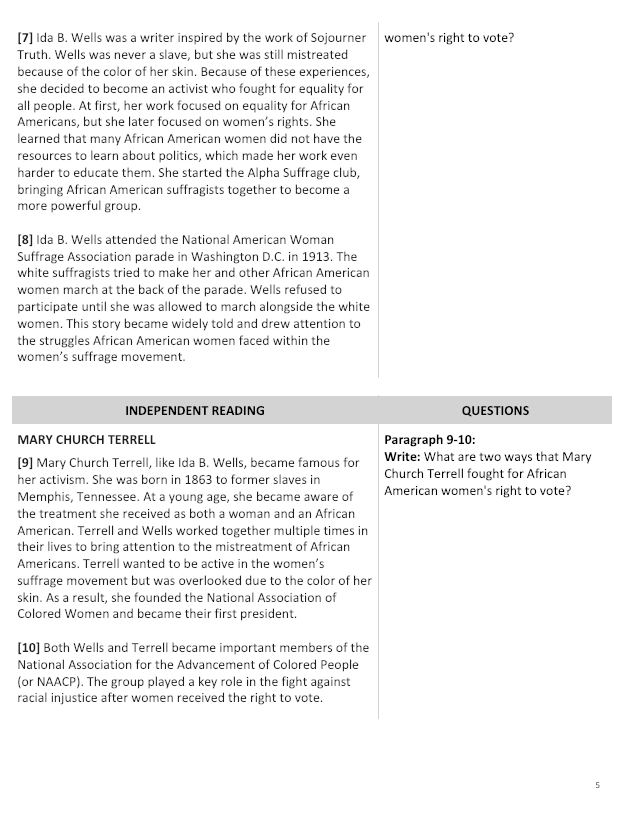 [7] Ida B. Wells was a writer inspired by the work of Sojourner
Truth. Wells was never a slave, but she was still mistreated
because of the color of her skin. Because of these experiences,
she decided to become an activist who fought for equality for
all people. At first, her work focused on equality for African
Americans, but she later focused on women’s rights. She
learned that many African American women did not have the
resources to learn about politics, which made her work even
harder to educate them. She started the Alpha Suffrage club,
bringing African American suffragists together to become a
more powerful group.
[8] Ida B. Wells attended the National American Woman
Suffrage Association parade in Washington D.C. in 1913. The
white suffragists tried to make her and other African American
women march at the back of the parade. Wells refused to
participate until she was allowed to march alongside the white
women. This story became widely told and drew attention to
the struggles African American women faced within the
women’s suffrage movement.
women's right to vote?
INDEPENDENT READING
QUESTIONS
MARY CHURCH TERRELL
[9] Mary Church Terrell, like Ida B. Wells, became famous for
her activism. She was born in 1863 to former slaves in
Memphis, Tennessee. At a young age, she became aware of
the treatment she received as both a woman and an African
American. Terrell and Wells worked together multiple times in
their lives to bring attention to the mistreatment of African
Americans. Terrell wanted to be active in the women’s
suffrage movement but was overlooked due to the color of her
skin. As a result, she founded the National Association of
Colored Women and became their first president.
[10] Both Wells and Terrell became important members of the
National Association for the Advancement of Colored People
(or NAACP). The group played a key role in the fight against
racial injustice after women received the right to vote.
Paragraph 9-10:
Write: What are two ways that Mary
Church Terrell fought for African
American women's right to vote?
5